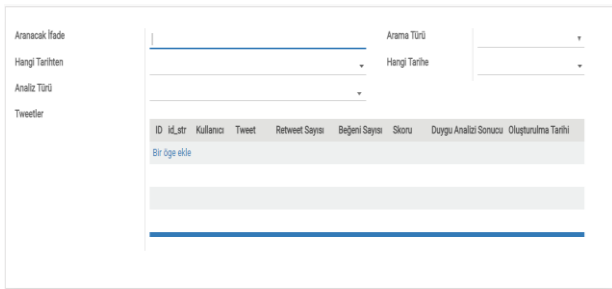 Aranacak İfade
Arama Türü
Hangi Tarihten
Hangi Tarihe
Analiz Türü
Tweetler
ID id_str Kullanıcı Tweet Retweet Sayısı Beğeni Sayısı Skoru Duygu Analizi Sonucu Oluşturulma Tarihi
Bir öge ekle